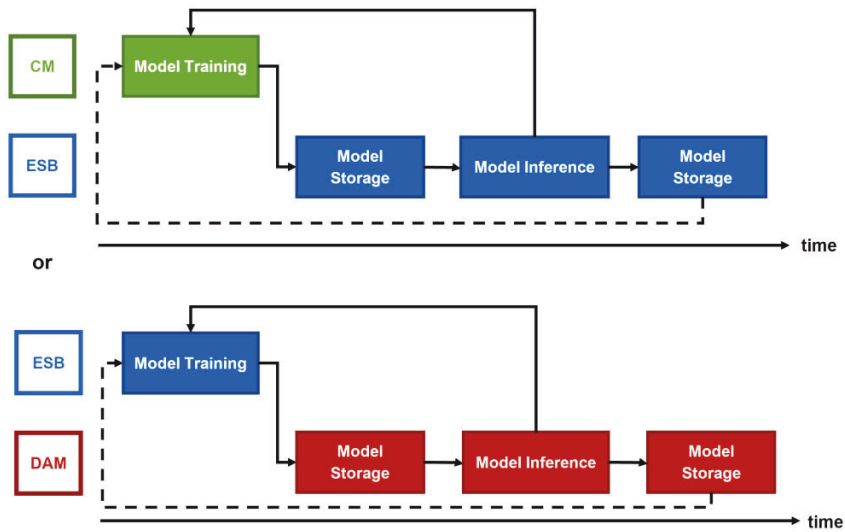 CM
Model Training
ESB
Model
Storage
Model Inference
Model
Storage
time
or
ESB
Model Training
DAM
Model
Storage
Model Inference
Model
Storage
time